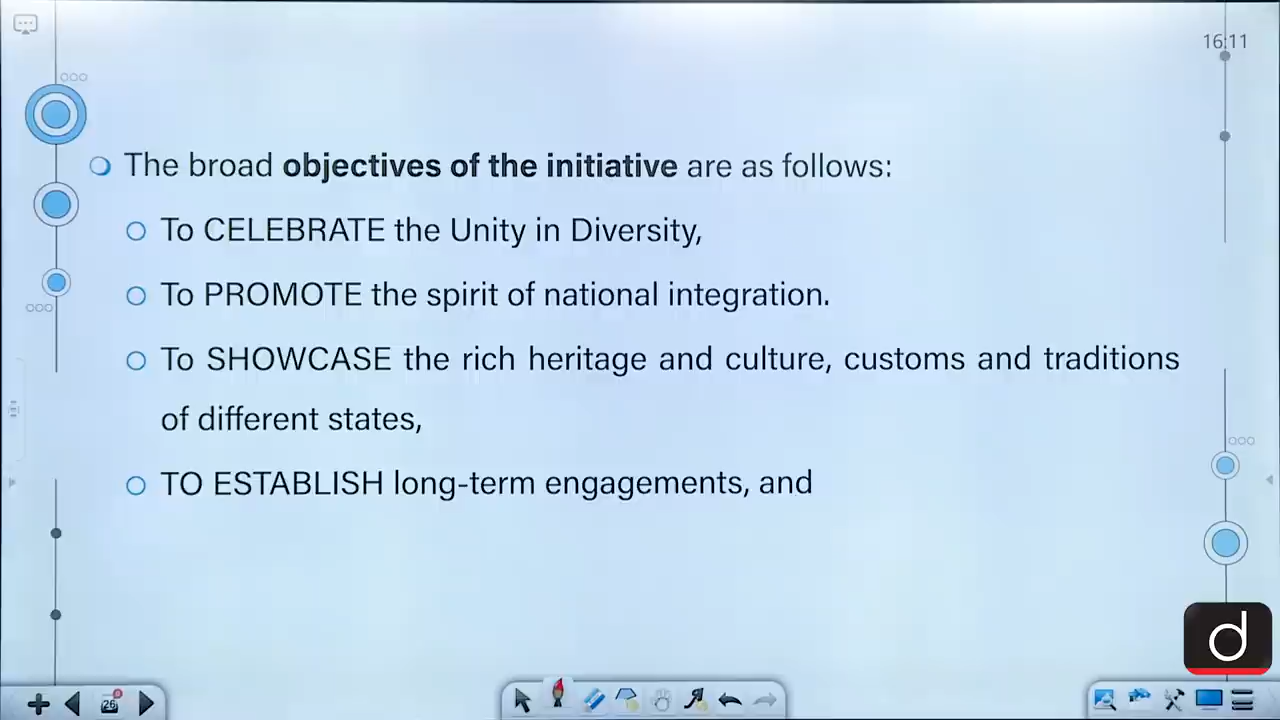 16:11
The broad objectives of the initiative are as follows:
To CELEBRATE the Unity in Diversity,
To PROMOTE the spirit of national integration.
To SHOWCASE the rich heritage and culture, customs and traditions
of different states,
TO ESTABLISH long-term engagements, and
d
26